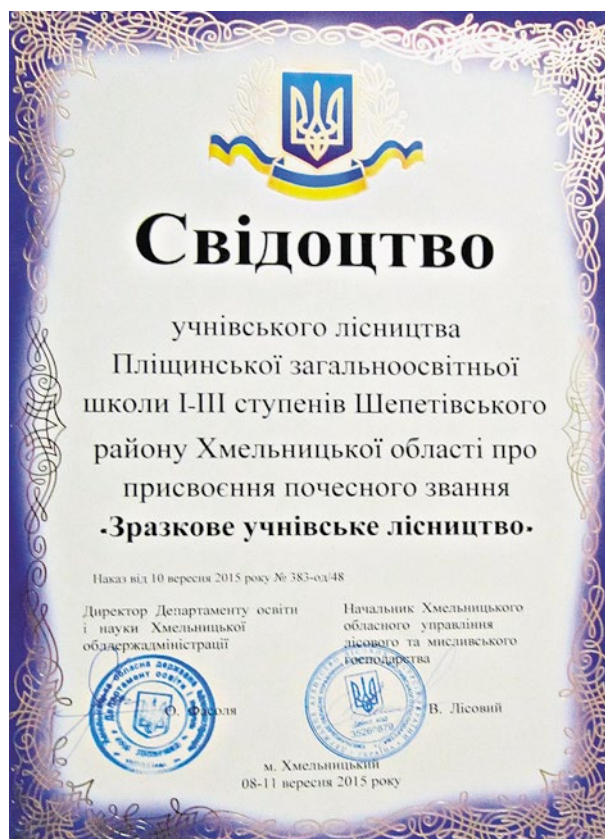 Свідоцтво
учнівського лісництва
Пліщинської загальноосвітньої
школи І-ІІІ ступенів Шепетівського
району Хмельницької області про
присвоєння почесного звання
«Зразкове учнівське лісництво»
Наказ від 10 вересня 2015 року № 383-од/48
Директор Департаменту освіти
і науки Хмельницької
облдержадміністрації
О. Фасоля
Начальник Хмельницького
обласного управління
лісового та мисливського
господарства
В. Лісовий
м. Хмельницький
08-11 вересня 2015 року